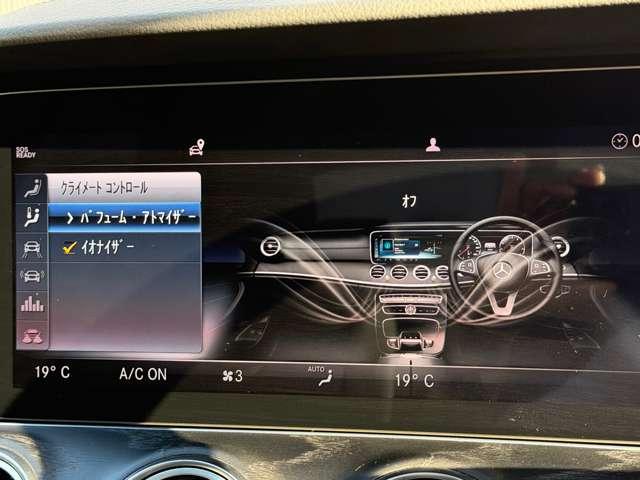 SOS
READY
0
クライメート コントロール
オフ
パフューム・アトマイザー
イオナイザー
19°C A/C ON 3 AUTO 19°C